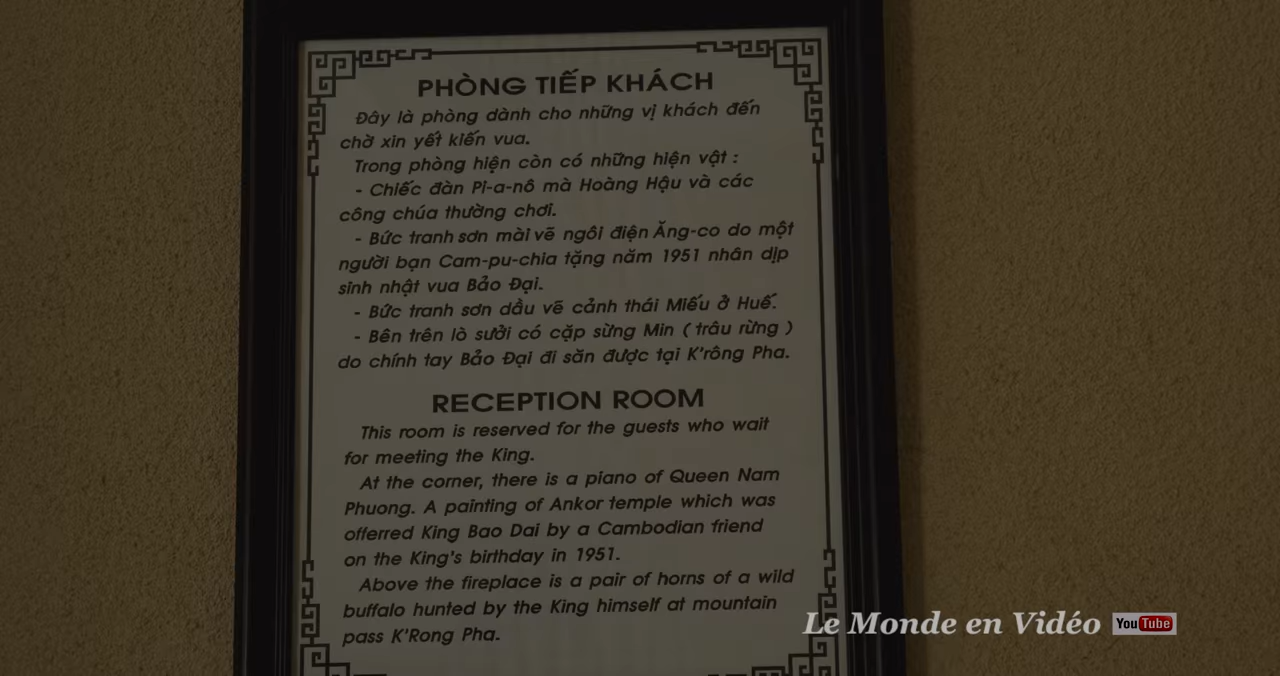 PHÒNG TIẾP KHÁCH
Đây là phòng dành cho những vị khách đến
chờ xin yết kiến vua.
Trong phòng hiện còn có những hiện vật :
- Chiếc đàn Pi-a-nô mà Hoàng Hậu và các
công chúa thường chơi.
- Bức tranh sơn mài vẽ ngôi điện Ăng-co do một
người bạn Cam-pu-chia tặng năm 1951 nhân dịp
sinh nhật vua Bảo Đại.
- Bức tranh sơn dầu vẽ cảnh thái Miếu ở Huế.
- Bên trên lò sưởi có cặp sừng Min ( trâu rừng )
do chính tay Bảo Đại đi săn được tại K'rông Pha.
RECEPTION ROOM
This room is reserved for the guests who wait
for meeting the King.
At the corner, there is a piano of Queen Nam
Phuong. A painting of Ankor temple which was
offerred King Bao Dai by a Cambodian friend
on the King's birthday in 1951.
Above the fireplace is a pair of horns of a wild
buffalo hunted by the King himself at mountain
pass K'Rong Pha.
Le Monde en Vidéo YouTube